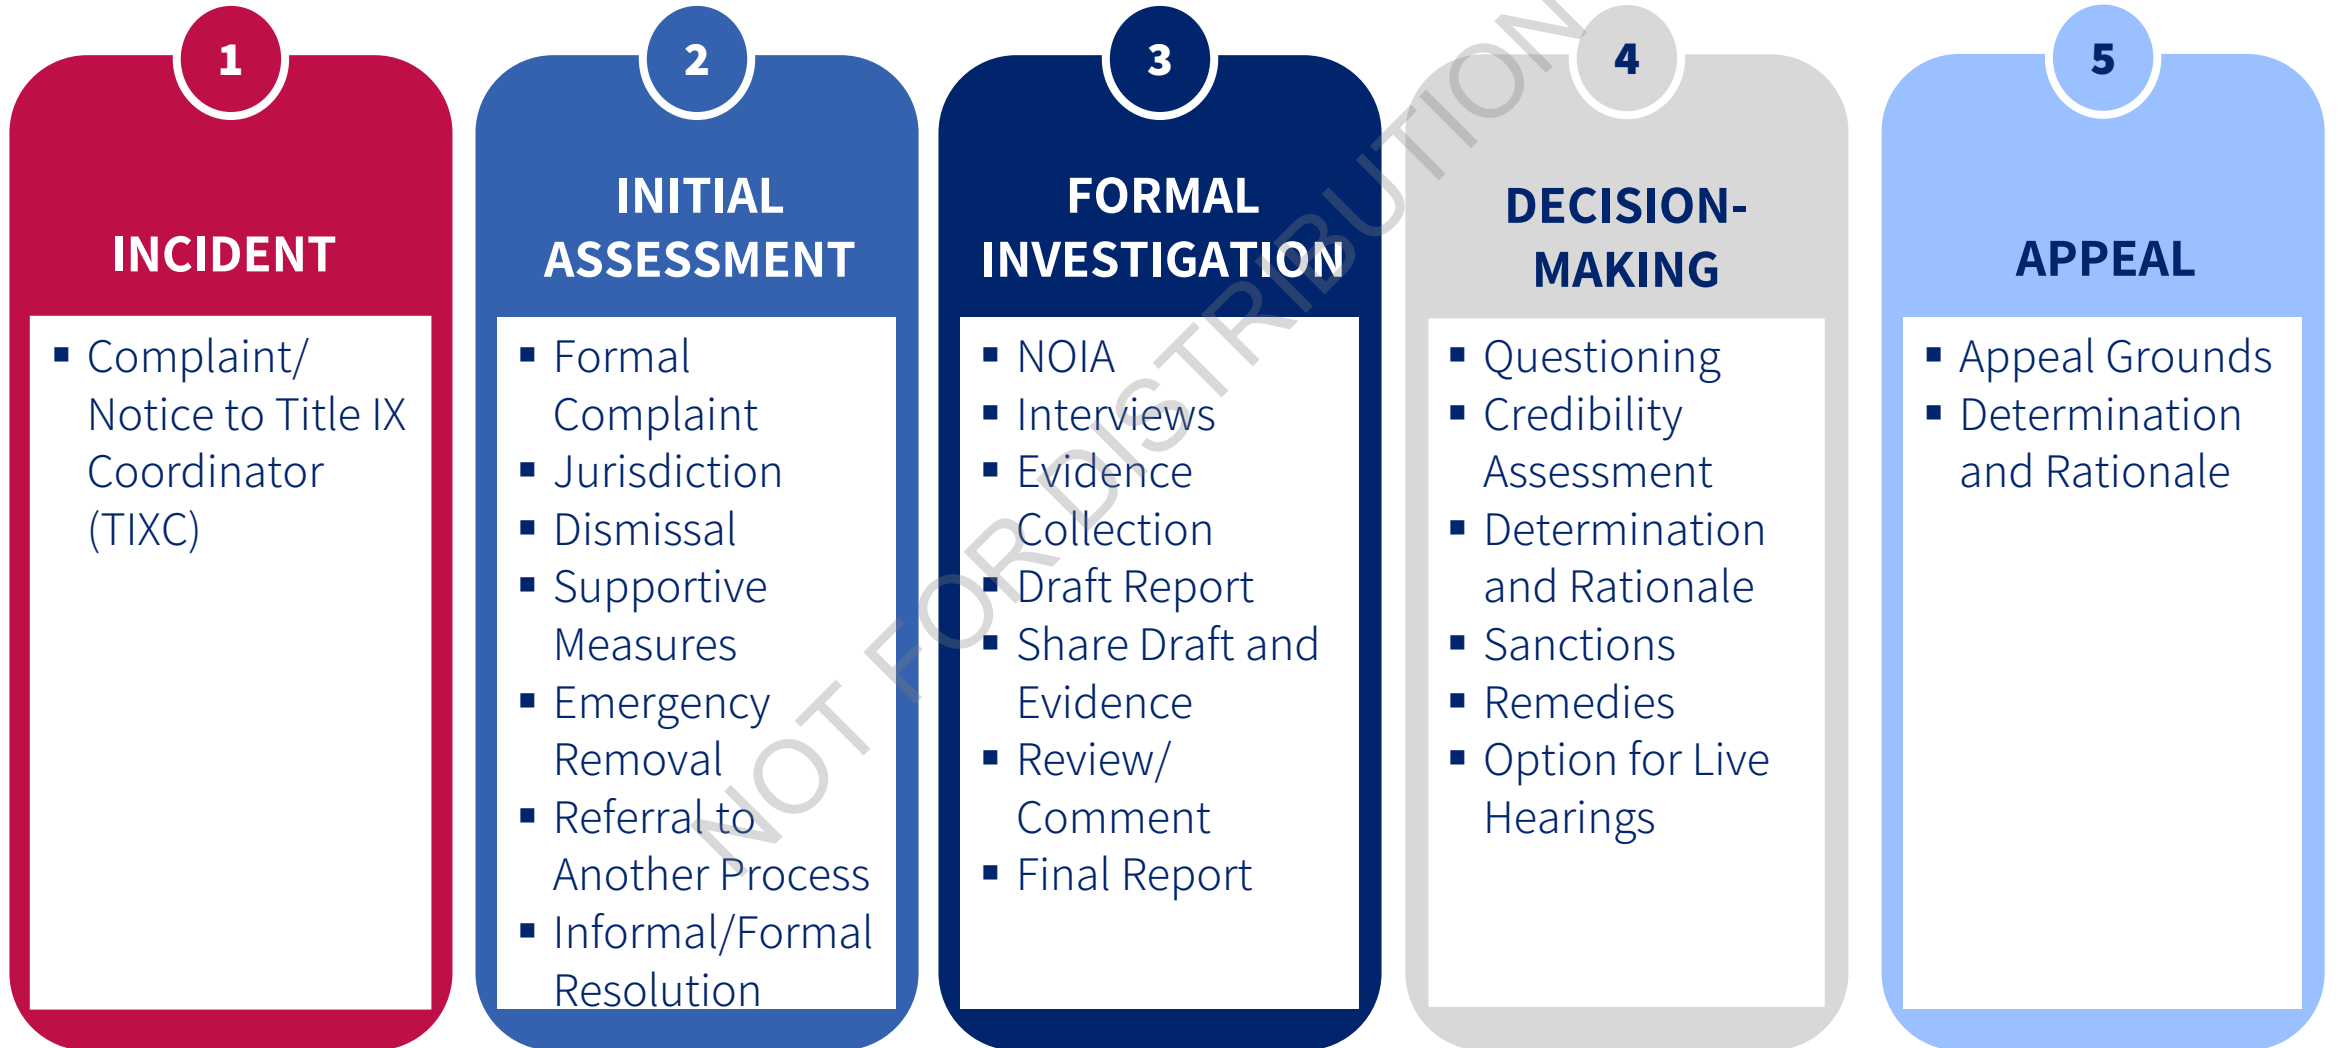 1
INCIDENT
▪ Complaint/
Notice to Title IX
Coordinator
(TIXC)
2
INITIAL
ASSESSMENT
▪ Formal
Complaint
▪ Jurisdiction
▪ Dismissal
▪ Supportive
Measures
▪ Emergency
Removal
▪ Referral to
Another Process
▪ Informal/Formal
Resolution
3
FORMAL
INVESTIGATION
▪ NOIA
▪ Interviews
▪ Evidence
Collection
▪ Draft Report
▪ Share Draft and
Evidence
▪ Review/
Comment
▪ Final Report
4
DECISION-
MAKING
▪ Questioning
▪ Credibility
Assessment
▪ Determination
and Rationale
▪ Sanctions
▪ Remedies
▪ Option for Live
Hearings
5
APPEAL
▪ Appeal Grounds
▪ Determination
and Rationale
NOT FOR DISTRIBUTION